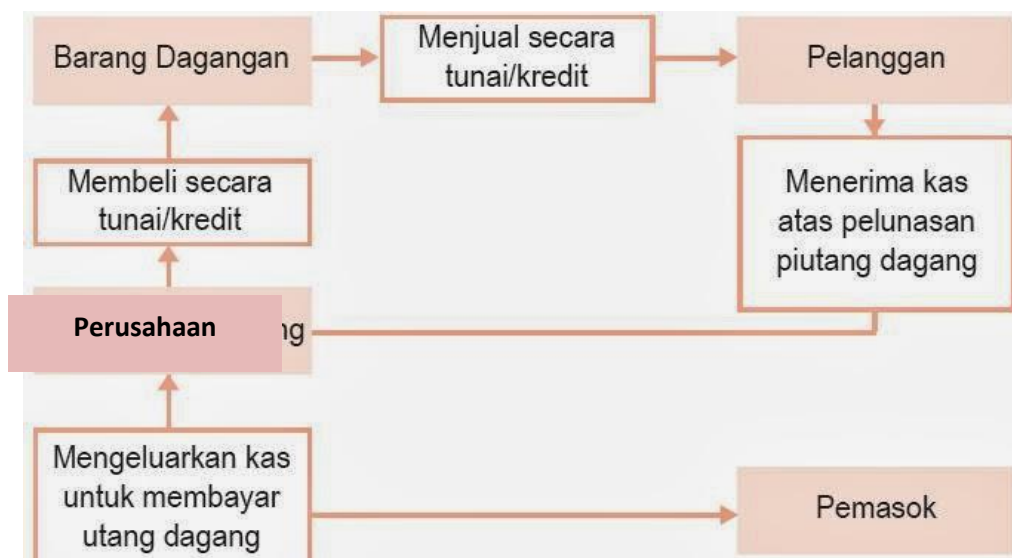 Barang Dagangan
Menjual secara
tunai/kredit
Pelanggan
Membeli secara
tunai/kredit
Menerima kas
atas pelunasan
piutang dagang
Perusahaan
ng
Mengeluarkan kas
untuk membayar
utang dagang
Pemasok